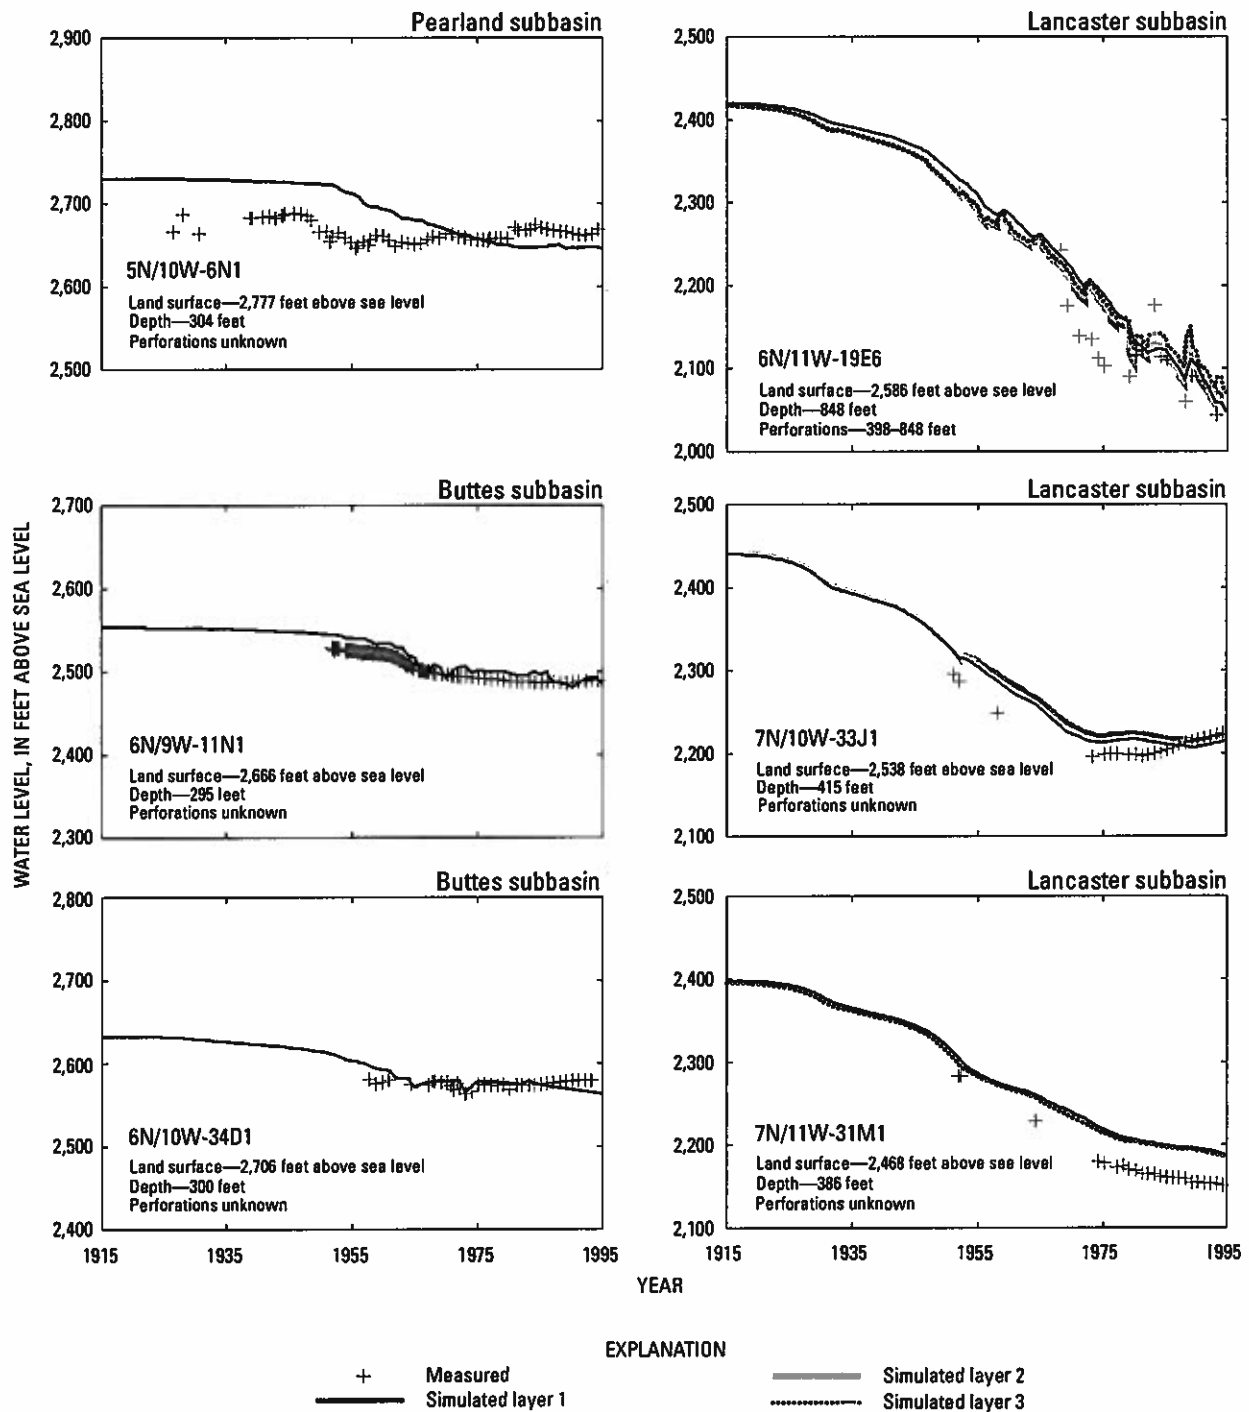 WATER LEVEL, IN FEET ABOVE SEA LEVEL
Pearland subbasin
2,900
2,800
2,700
2,600
2,500
5N/10W-6N1
Land surface—2,777 feet above see level
Depth—304 feet
Perforations unknown
Lancaster subbasin
2,500
2,400
2,300
2,200
2,100
2,000
6N/11W-19E6
Land surface—2,586 feet above see level
Depth—848 feet
Perforations—398–848 feet
Buttes subbasin
2,700
2,600
2,500
2,400
2,300
6N/9W-11N1
Land surface—2,666 feet above sea level
Depth—295 feet
Perforations unknown
Lancaster subbasin
2,500
2,400
2,300
2,200
2,100
7N/10W-33J1
Land surface—2,538 feet above sea level
Depth—415 feet
Perforations unknown
Buttes subbasin
2,800
2,700
2,600
2,500
2,400
6N/10W-34D1
Land surface—2,706 feet above sea level
Depth—300 feet
Perforations unknown
1915 1935 1955 1975 1995
Lancaster subbasin
2,500
2,400
2,300
2,200
2,100
7N/11W-31M1
Land surface—2,468 feet above sea level
Depth—386 feet
Perforations unknown
1915 1935 1955 1975 1995
YEAR
EXPLANATION
Measured
Simulated layer 1
Simulated layer 2
Simulated layer 3